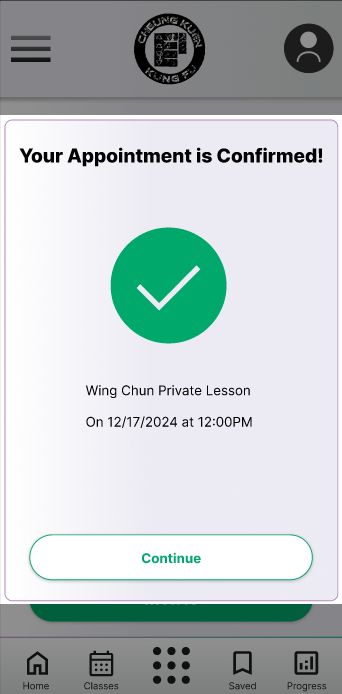 CHEUNG KUEN
KUNG FU
Your Appointment is Confirmed!
Wing Chun Private Lesson
On 12/17/2024 at 12:00PM
Continue
Home
Classes
Saved
Progress